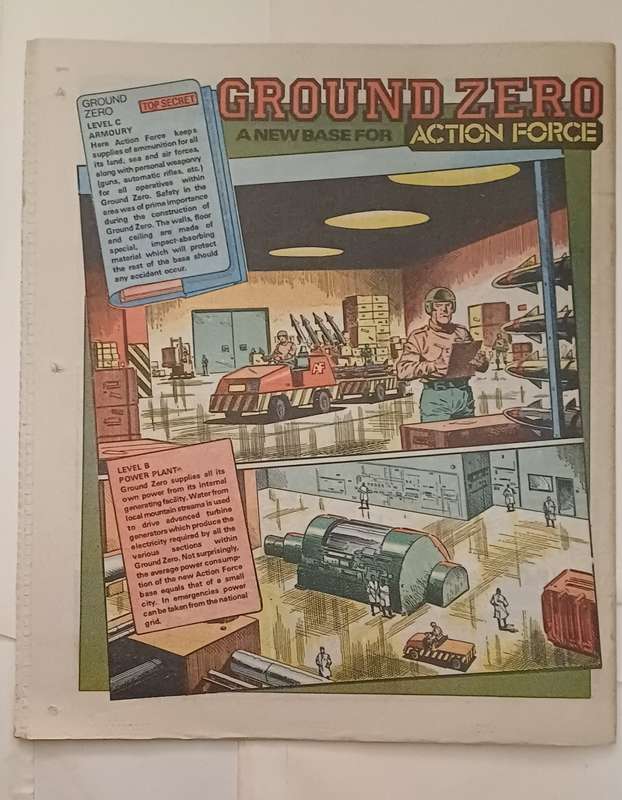 GROUND ZERO
A NEW BASE FOR ACTION FORCE
GROUND
ZERO
TOP SECRET
LEVEL C
ARMOURY
Here Action Force keeps
supplies of ammunition for all
its land, sea and air forces,
along with personal weaponry
(guns, automatic rifles, etc.)
for all operatives within
Ground Zero. Safety in the
area was of prime importance
during the construction of
Ground Zero. The walls, floor
and ceiling are made of
special, impact-absorbing
material which will protect
the rest of the base should
any accident occur.
AF
LEVEL B
POWER PLANT
Ground Zero supplies all its
own power from its internal
generating facility. Water from
local mountain streams is used
to drive advanced turbine
generators which produce the
electricity required by all the
various sections within
Ground Zero. Not surprisingly,
the average power consump-
tion of the new Action Force
base equals that of a small
city. In emergencies power
can be taken from the national
grid.